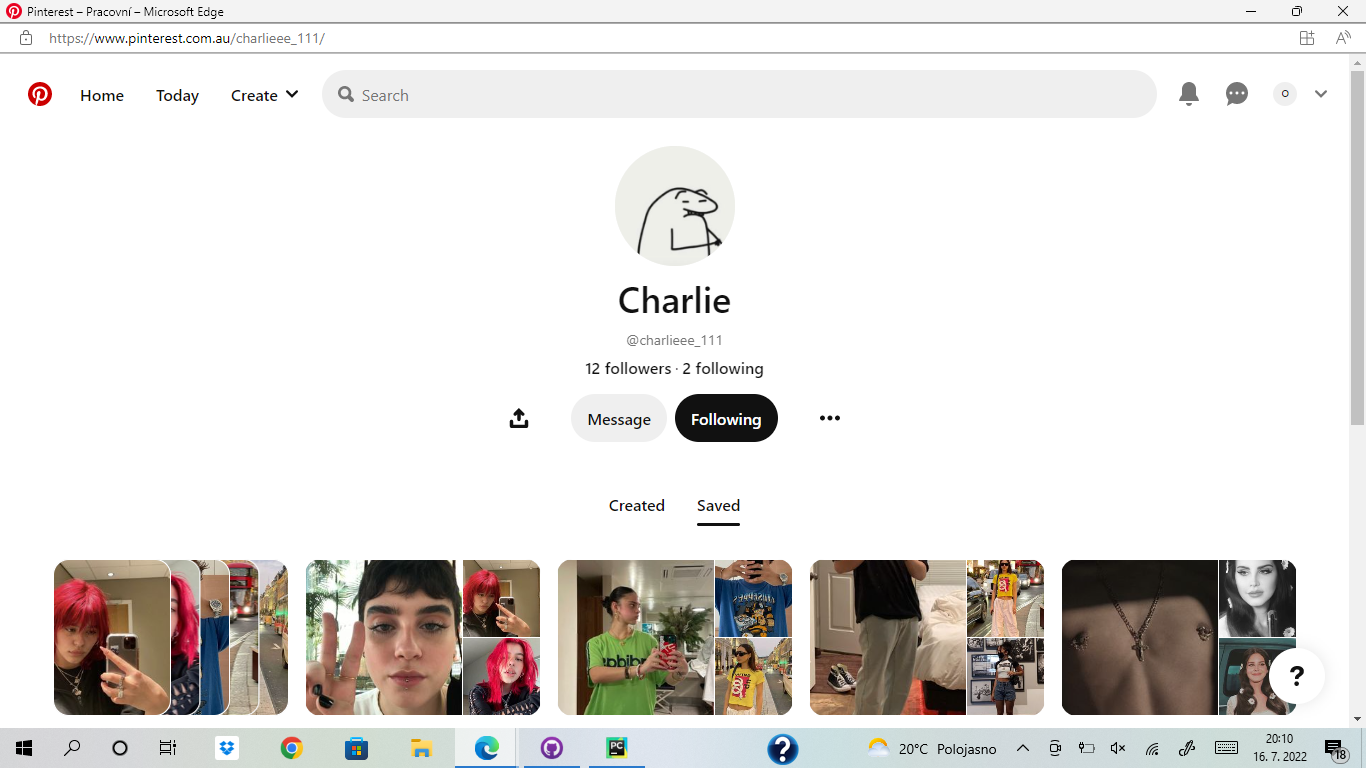 Pinterest – Pracovní – Microsoft Edge
https://www.pinterest.com.au/charlieee_111/
Home Today Create Search O
Charlie
@charlieee_111
12 followers · 2 following
Message Following
Created Saved
?
PC ? 20°C Polojasno 20:10
16. 7. 2022 18